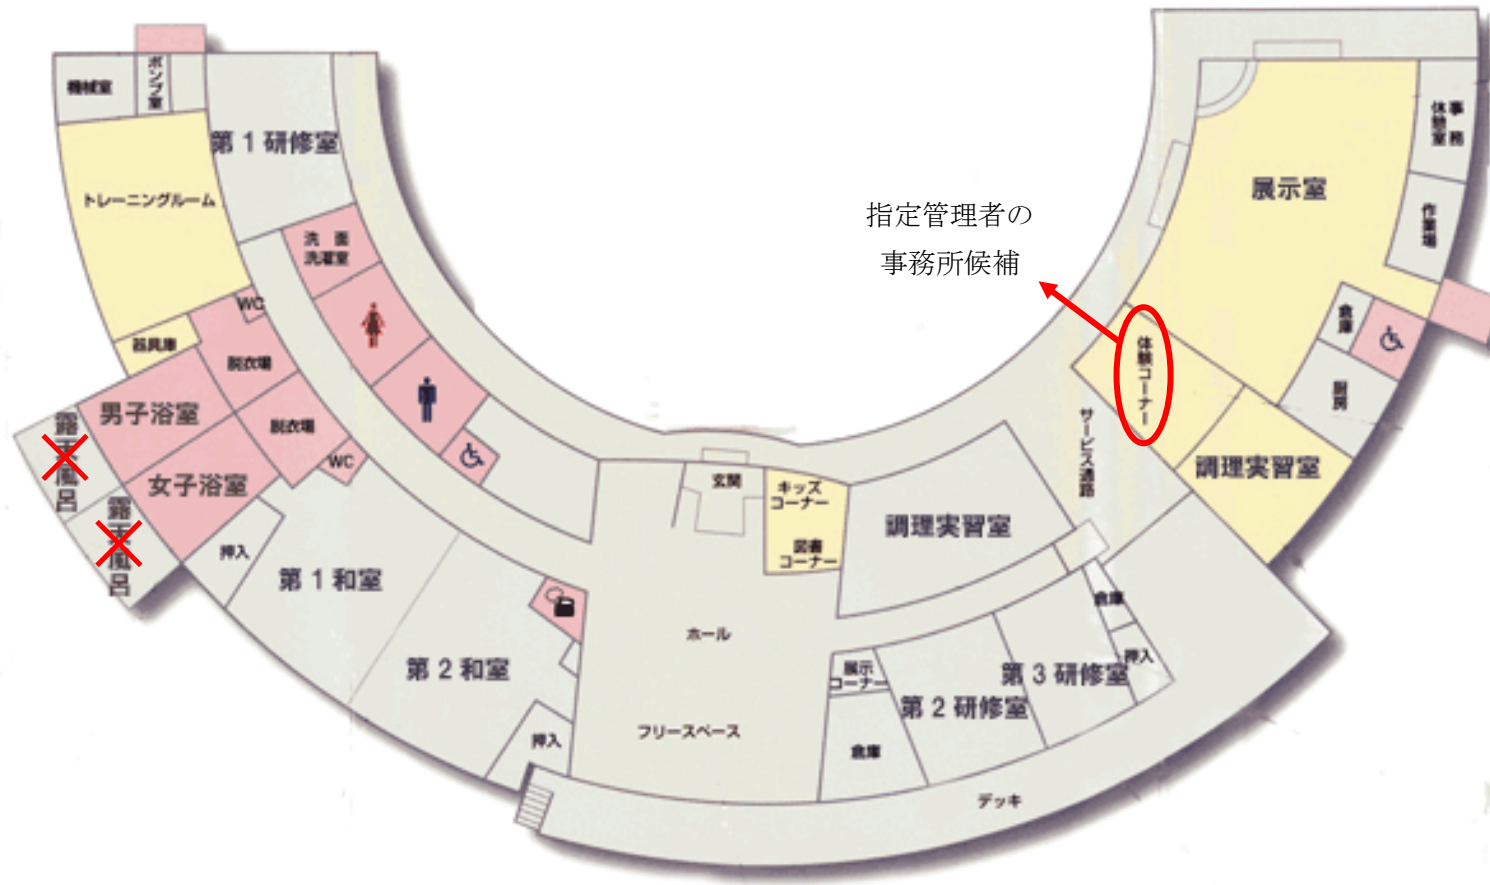 機械室
ポンプ室
第1研修室
トレーニングルーム
洗面
洗濯室
WC
器具庫
脱衣場
男子浴室
脱衣場
女子浴室
WC
露天風呂
露天風呂
押入
第1和室
第2和室
押入
玄関
キッズ
コーナー
図書
コーナー
ホール
フリースペース
調理実習室
展示
コーナー
倉庫
第2研修室
第3研修室
倉庫
押入
デッキ
サービス通路
指定管理者の
事務所候補
体験コーナー
展示室
事務
休憩室
作業場
倉庫
厨房
調理実習室